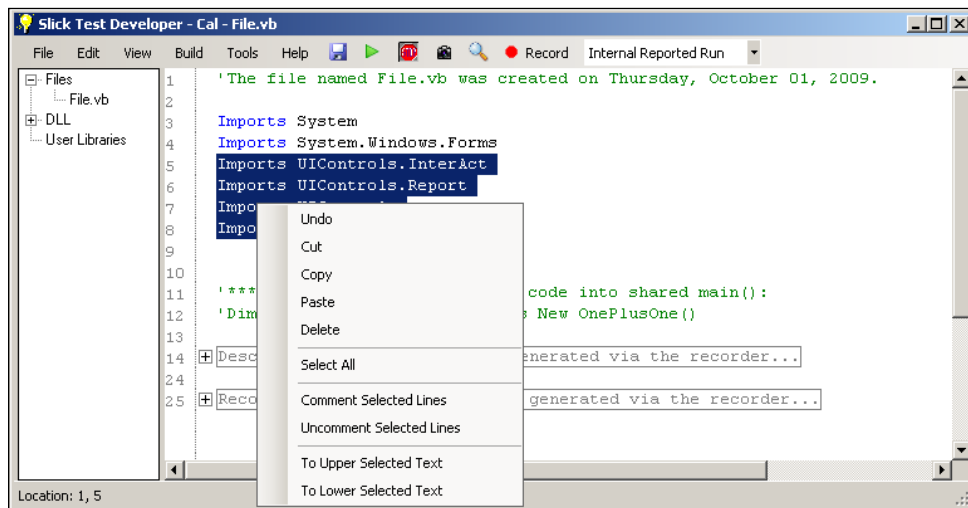 Slick Test Developer - Cal - File.vb
File Edit View Build Tools Help Record Internal Reported Run
Files
File.vb
DLL
User Libraries
1 'The file named File.vb was created on Thursday, October 01, 2009.
2
3 Imports System
4 Imports System.Windows.Forms
5 Imports UIControls.InterAct
6 Imports UIControls.Report
7 Impo
8 Impo
9
10
11 '*** code into shared main():
12 'Dim s New OnePlusOne()
13
14 Desc enerated via the recorder...
24
25 Reco generated via the recorder...
Undo
Cut
Copy
Paste
Delete
Select All
Comment Selected Lines
Uncomment Selected Lines
To Upper Selected Text
To Lower Selected Text
Location: 1, 5